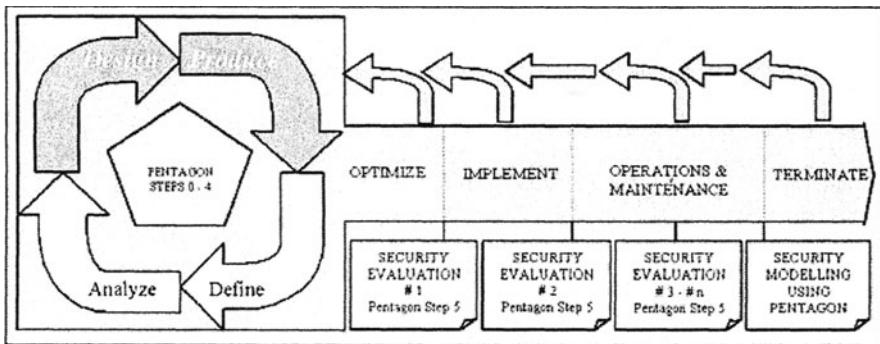 Design Produce
PENTAGON
STEPS 0 - 4
Analyze Define
OPTIMIZE IMPLEMENT OPERATIONS & TERMINATE
MAINTENANCE
SECURITY
EVALUATION
# 1
Pentagon Step 5
SECURITY
EVALUATION
# 2
Pentagon Step 5
SECURITY
EVALUATION
# 3 - # n
Pentagon Step 5
SECURITY
MODELLING
USING
PENTAGON